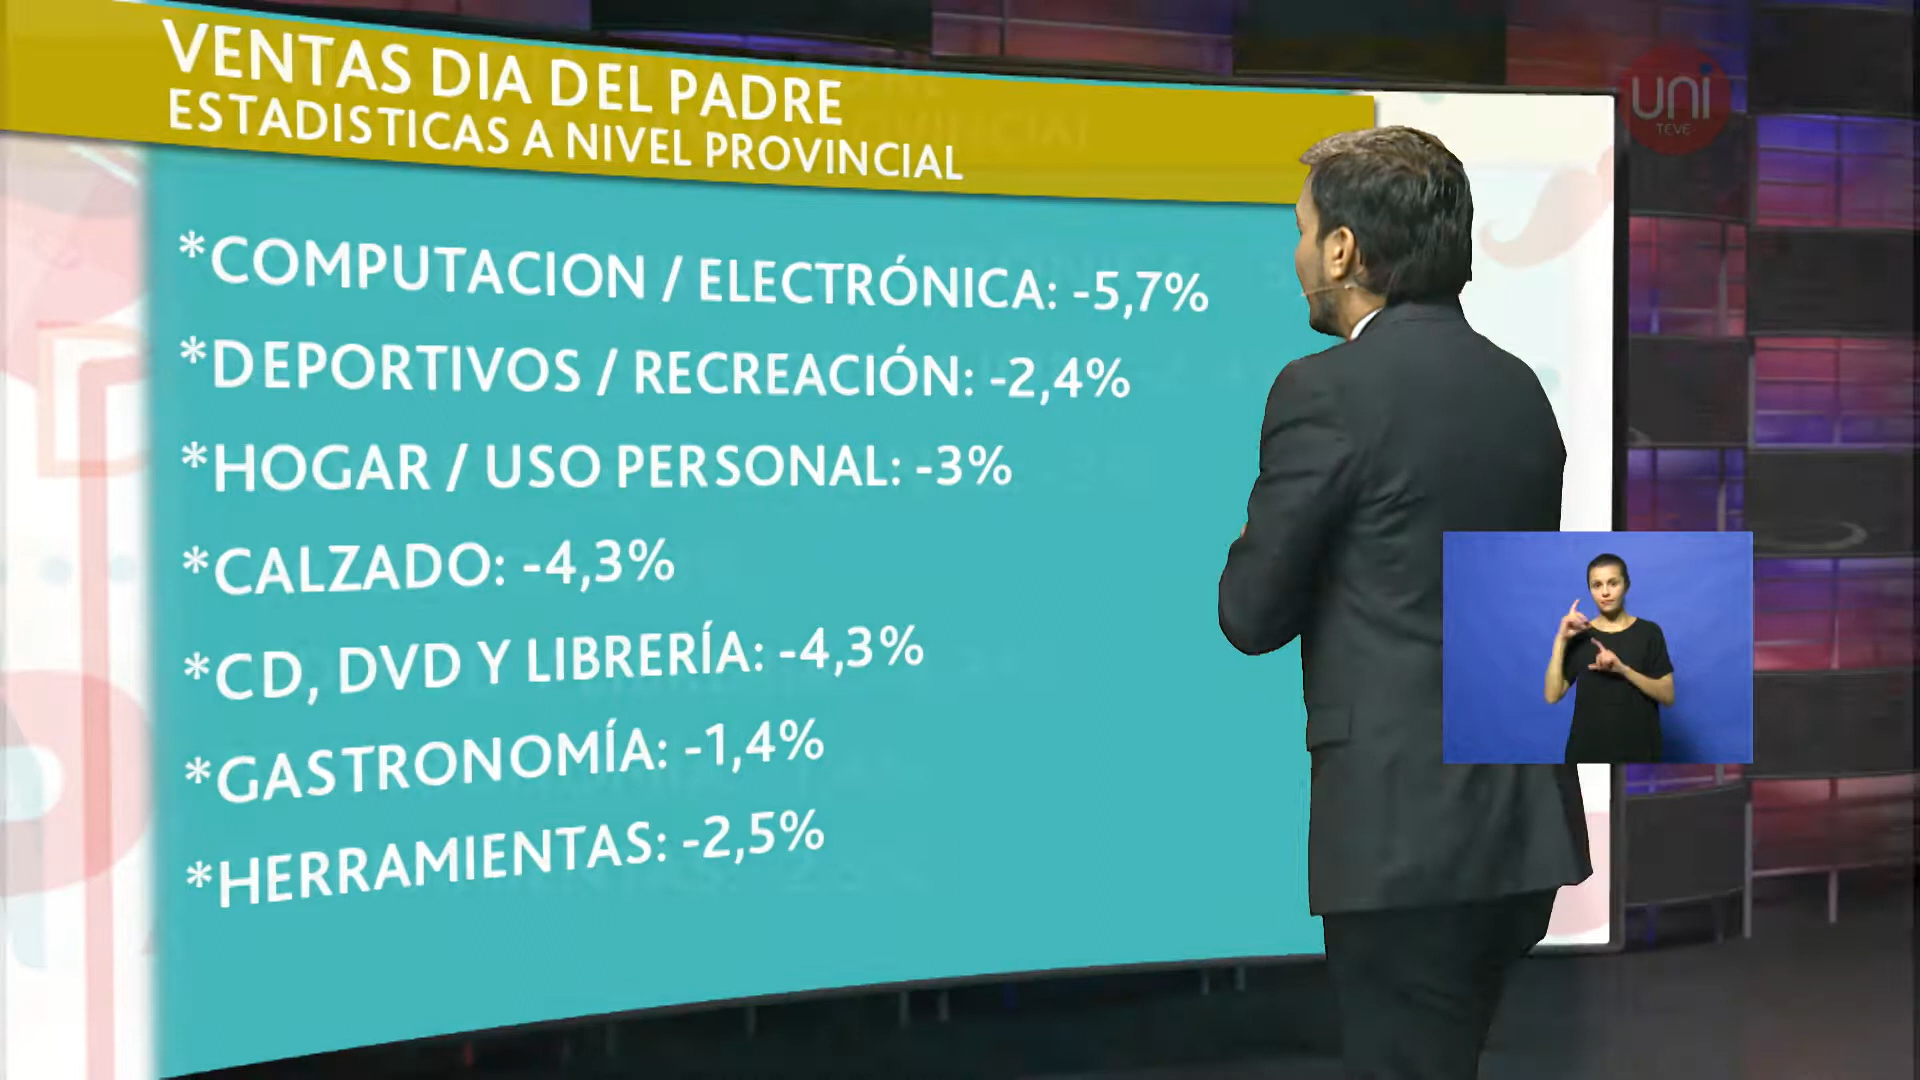 VENTAS DIA DEL PADRE
ESTADISTICAS A NIVEL PROVINCIAL
*COMPUTACION / ELECTRÓNICA: -5,7%
*DEPORTIVOS / RECREACIÓN: -2,4%
*HOGAR / USO PERSONAL: -3%
*CALZADO: -4,3%
*CD, DVD Y LIBRERÍA: -4,3%
*GASTRONOMÍA: -1,4%
*HERRAMIENTAS: -2,5%
uni
TEVE